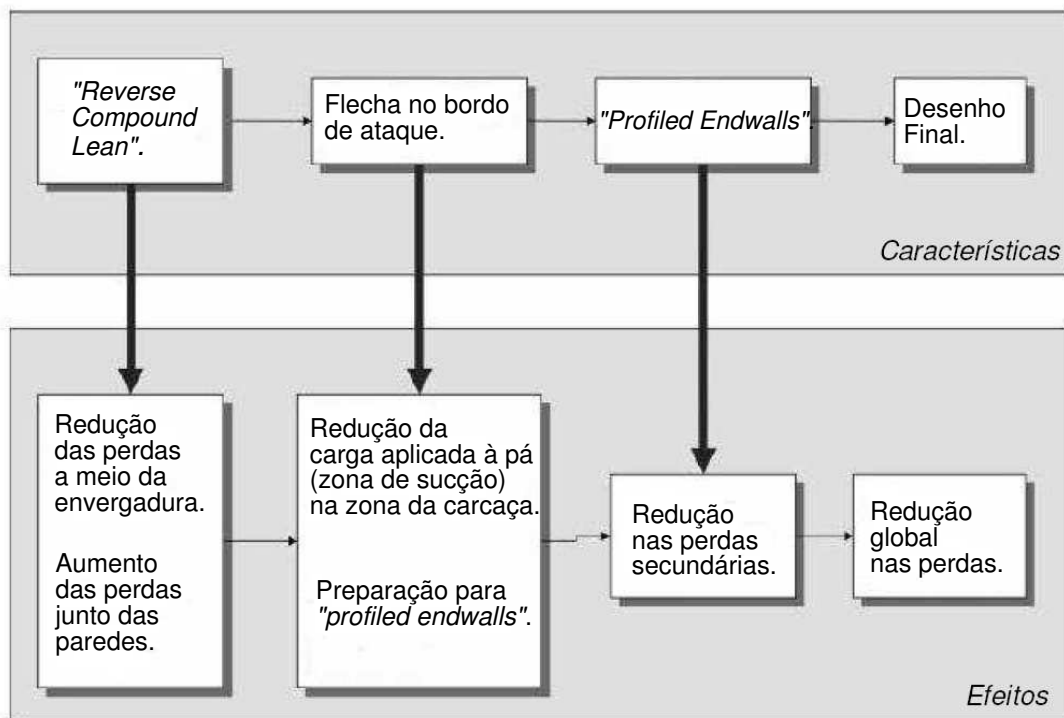 "Reverse
Compound
Lean".
Flecha no bordo
de ataque.
"Profiled Endwalls".
Desenho
Final.
Características
Redução
das perdas
a meio da
envergadura.
Aumento
das perdas
junto das
paredes.
Redução da
carga aplicada à pá
(zona de sucção)
na zona da carcaça.
Preparação para
"profiled endwalls".
Redução
nas perdas
secundárias.
Redução
global
nas perdas.
Efeitos